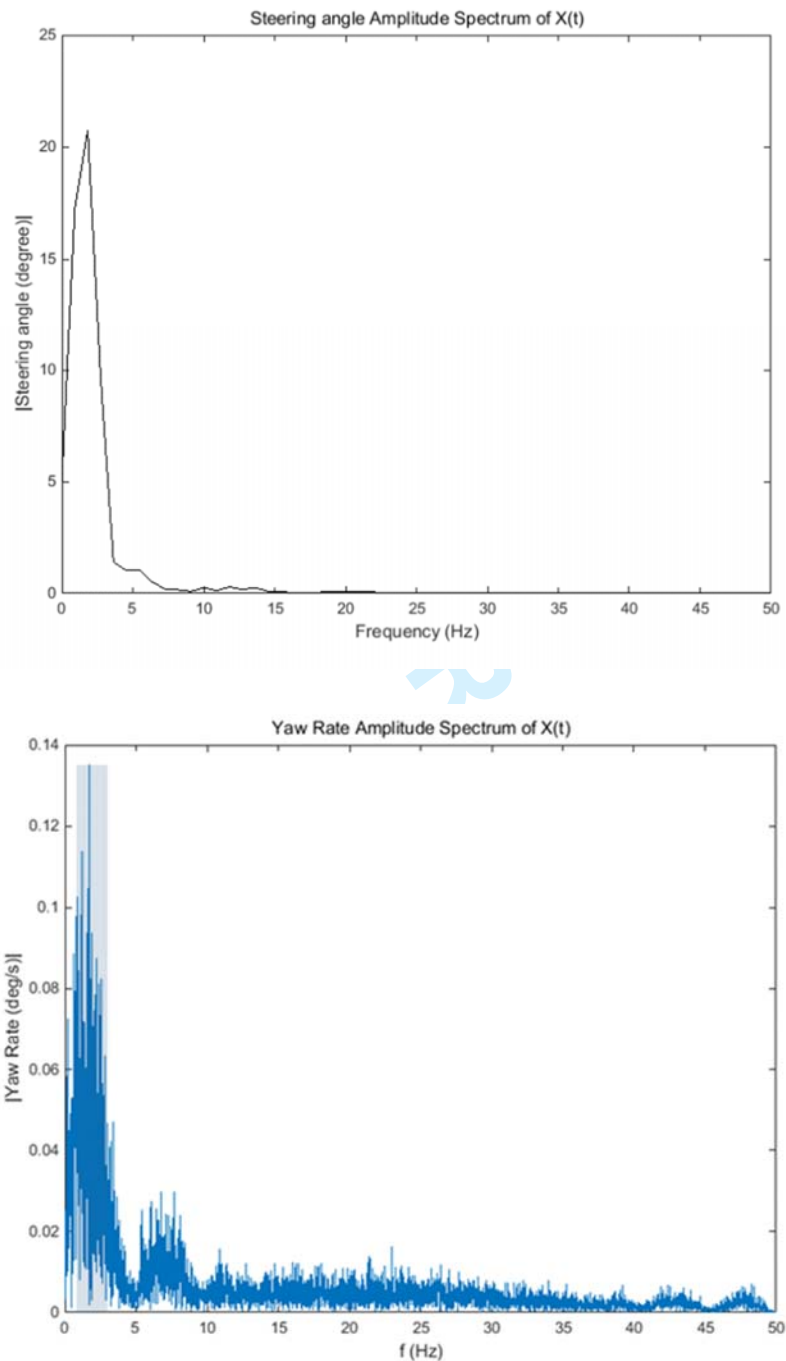 Steering angle Amplitude Spectrum of X(t)
25
20
15
10
5
0
|Steering angle (degree)|
0 5 10 15 20 25 30 35 40 45 50
Frequency (Hz)
Yaw Rate Amplitude Spectrum of X(t)
0.14
0.12
0.1
0.08
0.06
0.04
0.02
0
|Yaw Rate (deg/s)|
0 5 10 15 20 25 30 35 40 45 50
f (Hz)